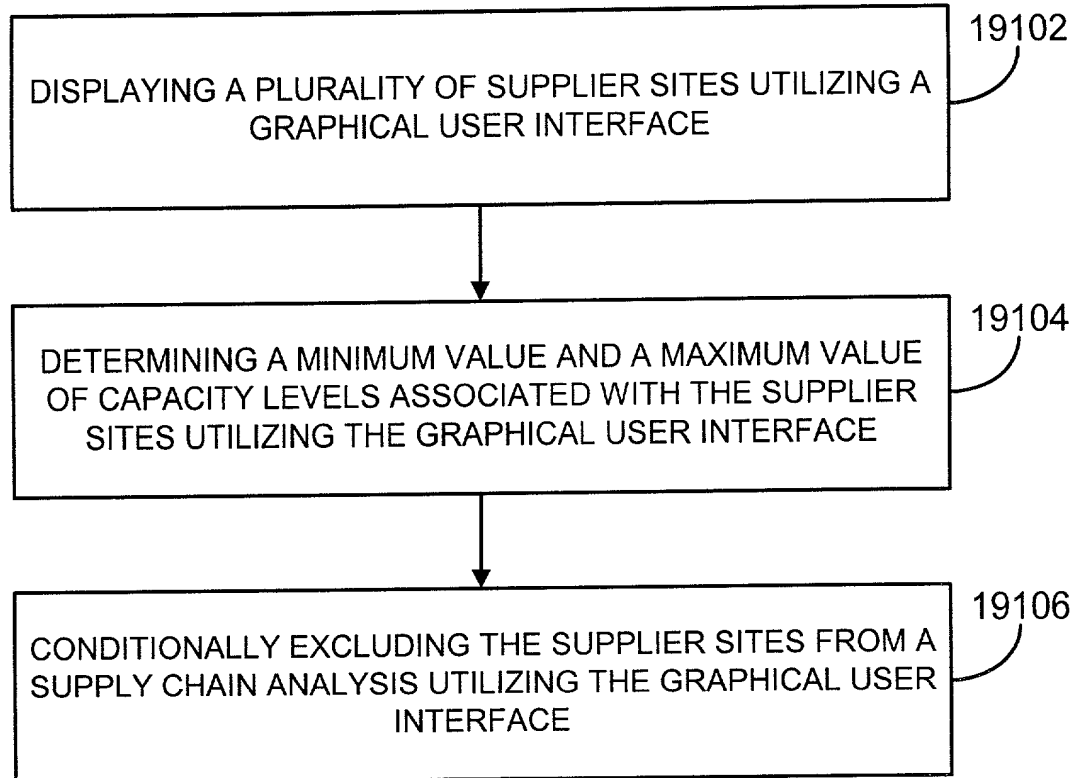 19102
DISPLAYING A PLURALITY OF SUPPLIER SITES UTILIZING A
GRAPHICAL USER INTERFACE
19104
DETERMINING A MINIMUM VALUE AND A MAXIMUM VALUE
OF CAPACITY LEVELS ASSOCIATED WITH THE SUPPLIER
SITES UTILIZING THE GRAPHICAL USER INTERFACE
19106
CONDITIONALLY EXCLUDING THE SUPPLIER SITES FROM A
SUPPLY CHAIN ANALYSIS UTILIZING THE GRAPHICAL USER
INTERFACE